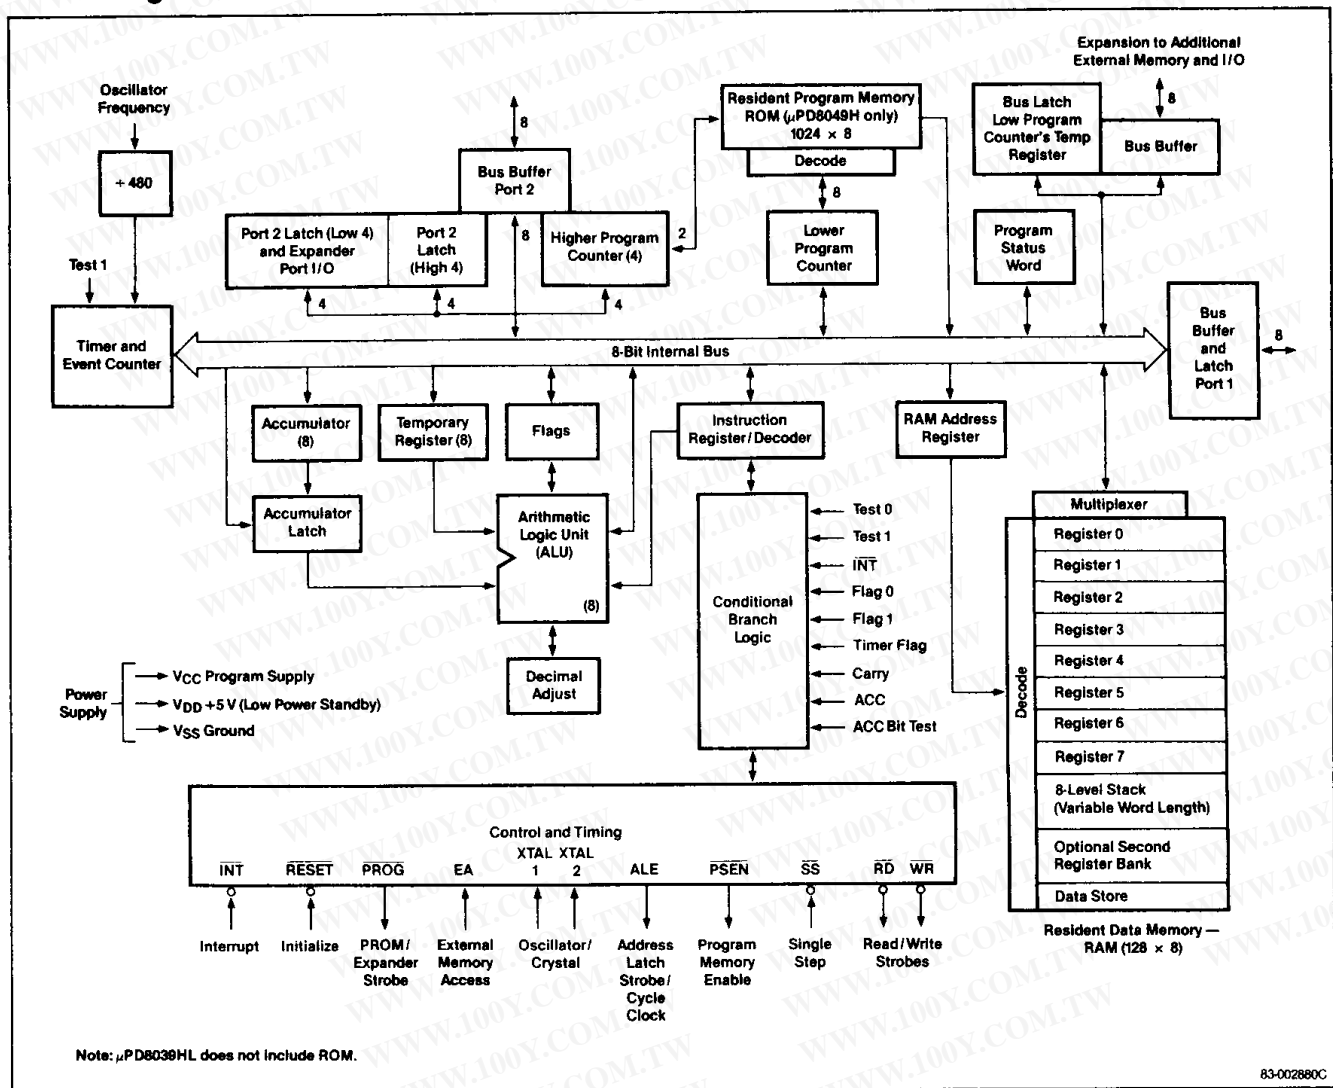 Expansion to Additional
External Memory and I/O
8
Oscillator
Frequency
÷ 480
Test 1
Timer and
Event Counter
8
Bus Buffer
Port 2
Port 2 Latch (Low 4)
and Expander
Port I/O
Port 2
Latch
(High 4)
8
Higher Program
Counter (4)
4
4
4
2
Resident Program Memory
ROM (μPD8049H only)
1024 × 8
Decode
8
Lower
Program
Counter
Bus Latch
Low Program
Counter's Temp
Register
Bus Buffer
Program
Status
Word
Bus
Buffer
and
Latch
Port 1
8
8-Bit Internal Bus
Accumulator
(8)
Temporary
Register (8)
Flags
Instruction
Register/Decoder
RAM Address
Register
Accumulator
Latch
Arithmetic
Logic Unit
(ALU)
(8)
Decimal
Adjust
Conditional
Branch
Logic
Test 0
Test 1
INT
Flag 0
Flag 1
Timer Flag
Carry
ACC
ACC Bit Test
Multiplexer
Decode
Register 0
Register 1
Register 2
Register 3
Register 4
Register 5
Register 6
Register 7
8-Level Stack
(Variable Word Length)
Optional Second
Register Bank
Data Store
Resident Data Memory —
RAM (128 × 8)
Power
Supply
VCC Program Supply
VDD +5 V (Low Power Standby)
VSS Ground
Control and Timing
XTAL XTAL
INT RESET PROG EA 1 2 ALE PSEN SS RD WR
Interrupt
Initialize
PROM/
Expander
Strobe
External
Memory
Access
Oscillator/
Crystal
Address
Latch
Strobe/
Cycle
Clock
Program
Memory
Enable
Single
Step
Read/Write
Strobes
Note: μPD8039HL does not include ROM.
83-002880C
WWW.100Y.COM.TW